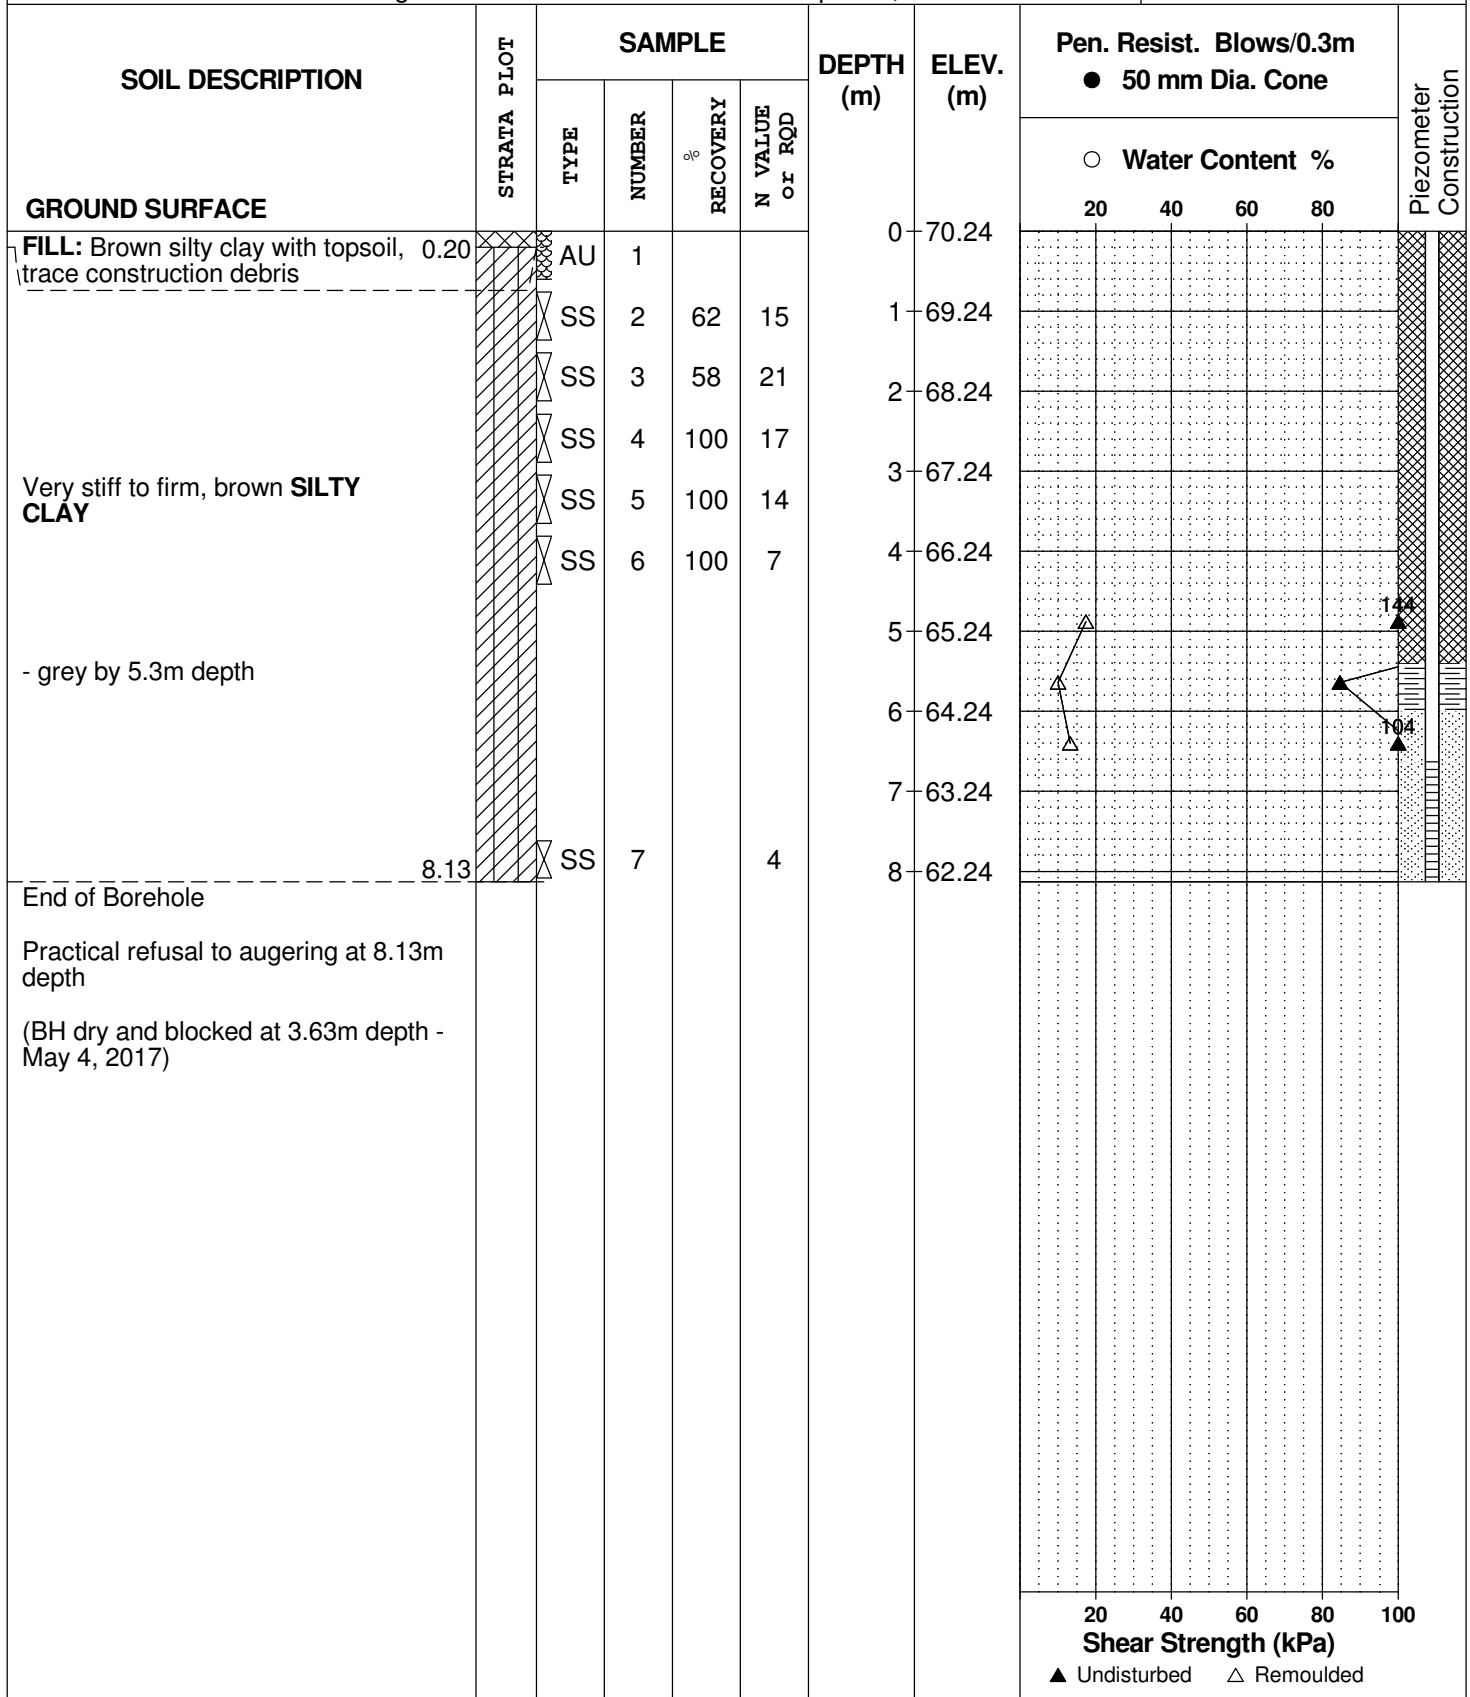 SOIL DESCRIPTION
GROUND SURFACE
STRATA PLOT
SAMPLE
TYPE
NUMBER
% RECOVERY
N VALUE or RQD
DEPTH (m)
ELEV. (m)
Pen. Resist. Blows/0.3m
● 50 mm Dia. Cone
○ Water Content %
20 40 60 80
Piezometer Construction
0 70.24
FILL: Brown silty clay with topsoil, 0.20
trace construction debris
AU 1
SS 2 62 15
1 69.24
SS 3 58 21
2 68.24
SS 4 100 17
3 67.24
Very stiff to firm, brown SILTY
CLAY
SS 5 100 14
4 66.24
SS 6 100 7
144
5 65.24
- grey by 5.3m depth
6 64.24
104
7 63.24
SS 7 4
8.13
8 62.24
End of Borehole
Practical refusal to augering at 8.13m
depth
(BH dry and blocked at 3.63m depth -
May 4, 2017)
20 40 60 80 100
Shear Strength (kPa)
▲ Undisturbed △ Remoulded